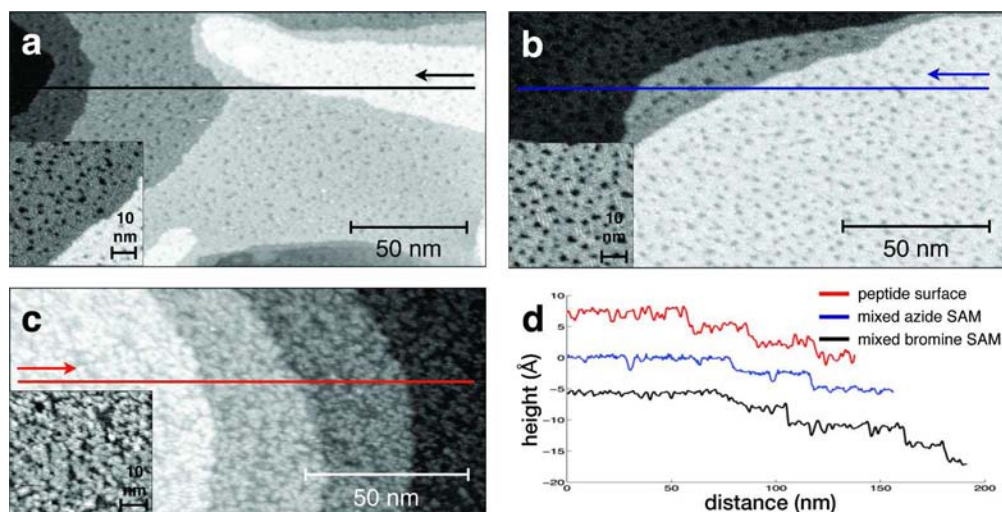 a
10
nm
50 nm
b
10
nm
50 nm
c
10
nm
50 nm
d
peptide surface
mixed azide SAM
mixed bromine SAM
height (Å)
5
0
−5
−10
−15
−20
0
50
100
150
200
distance (nm)